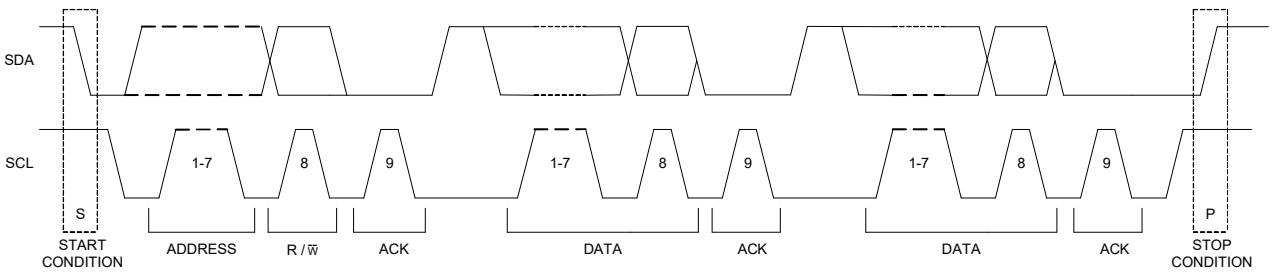 SDA
SCL
1-7
8
9
1-7
8
9
1-7
8
9
S
P
START
CONDITION
ADDRESS
R / W̅
ACK
DATA
ACK
DATA
ACK
STOP
CONDITION